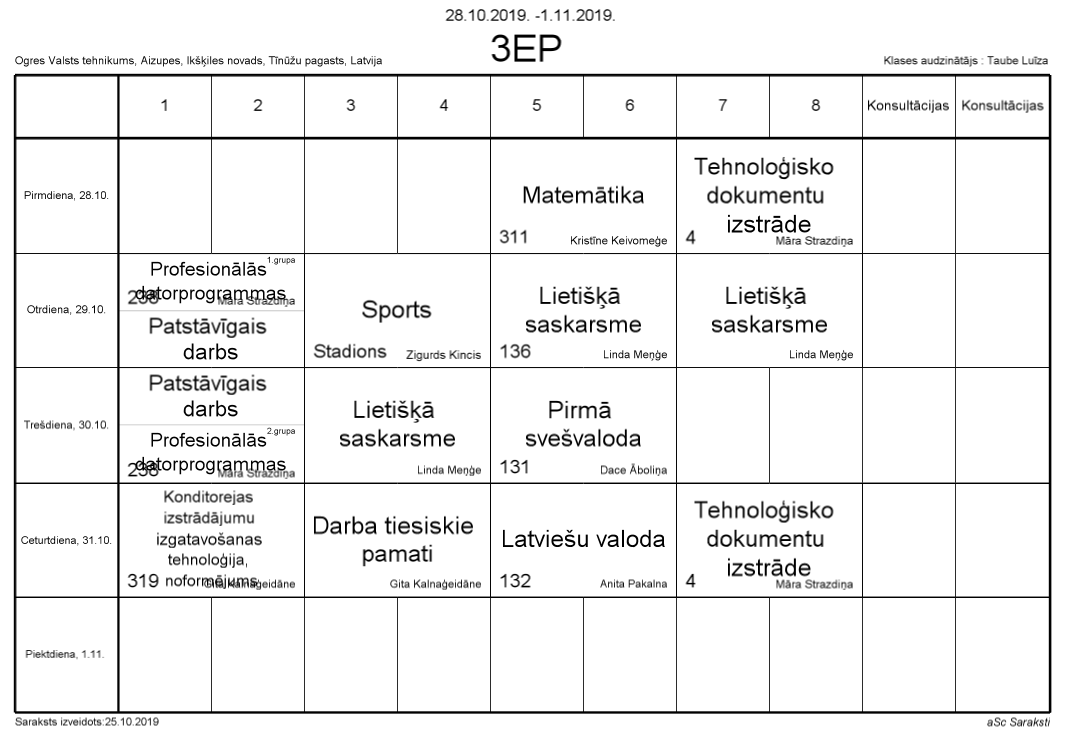 28.10.2019. -1.11.2019.
3EP
Ogres Valsts tehnikums, Aizupes, Ikšķiles novads, Tīnūžu pagasts, Latvija
Klases audzinātājs : Taube Luīza
1 2 3 4 5 6 7 8 Konsultācijas Konsultācijas
Pirmdiena, 28.10.
Matemātika
311 Kristīne Keivomeģe
Tehnoloģisko
dokumentu
izstrāde
4 Māra Strazdiņa
Otrdiena, 29.10.
1.grupa
Profesionālās
datorprogrammas
238 Māra Strazdiņa
Patstāvīgais
darbs
Sports
Stadions Zigurds Kincis
Lietišķā
saskarsme
136 Linda Meņģe
Lietišķā
saskarsme
Linda Meņģe
Trešdiena, 30.10.
Patstāvīgais
darbs
2.grupa
Profesionālās
datorprogrammas
238 Māra Strazdiņa
Lietišķā
saskarsme
Linda Meņģe
Pirmā
svešvaloda
131 Dace Āboliņa
Ceturtdiena, 31.10.
Konditorejas
izstrādājumu
izgatavošanas
tehnoloģija,
noformējums
319 Gita Kalnaģeidāne
Darba tiesiskie
pamati
Gita Kalnaģeidāne
Latviešu valoda
132 Anita Pakalna
Tehnoloģisko
dokumentu
izstrāde
4 Māra Strazdiņa
Piektdiena, 1.11.
Saraksts izveidots:25.10.2019
aSc Saraksti